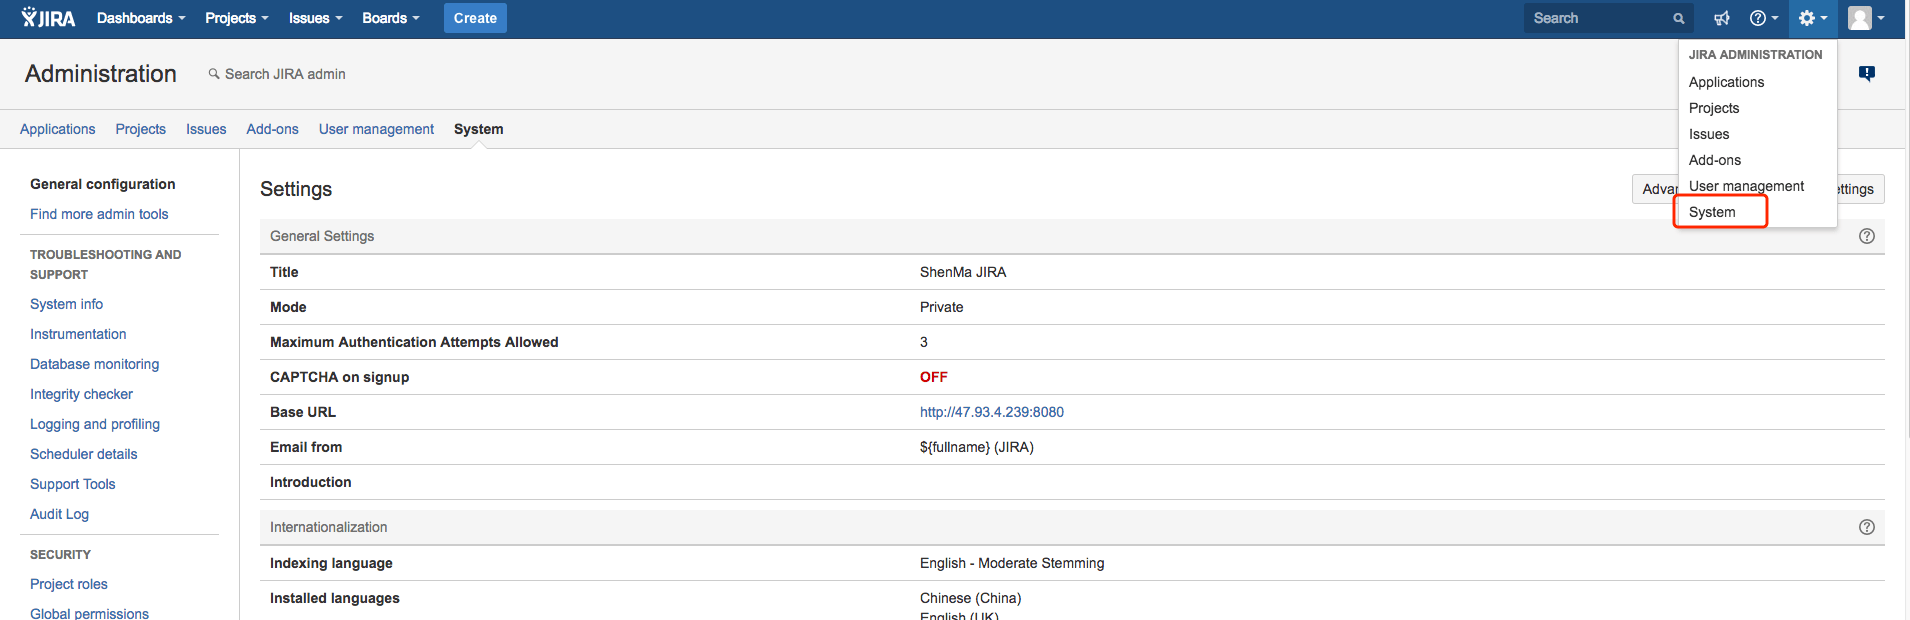 JIRA Dashboards Projects Issues Boards Create Search
JIRA ADMINISTRATION
Applications
Projects
Issues
Add-ons
User management
System
Administration Search JIRA admin
Applications Projects Issues Add-ons User management System
General configuration
Find more admin tools
TROUBLESHOOTING AND
SUPPORT
System info
Instrumentation
Database monitoring
Integrity checker
Logging and profiling
Scheduler details
Support Tools
Audit Log
SECURITY
Project roles
Global permissions
Settings
General Settings
Title ShenMa JIRA
Mode Private
Maximum Authentication Attempts Allowed 3
CAPTCHA on signup OFF
Base URL http://47.93.4.239:8080
Email from ${fullname} (JIRA)
Introduction
Internationalization
Indexing language English - Moderate Stemming
Installed languages Chinese (China)
English (UK)